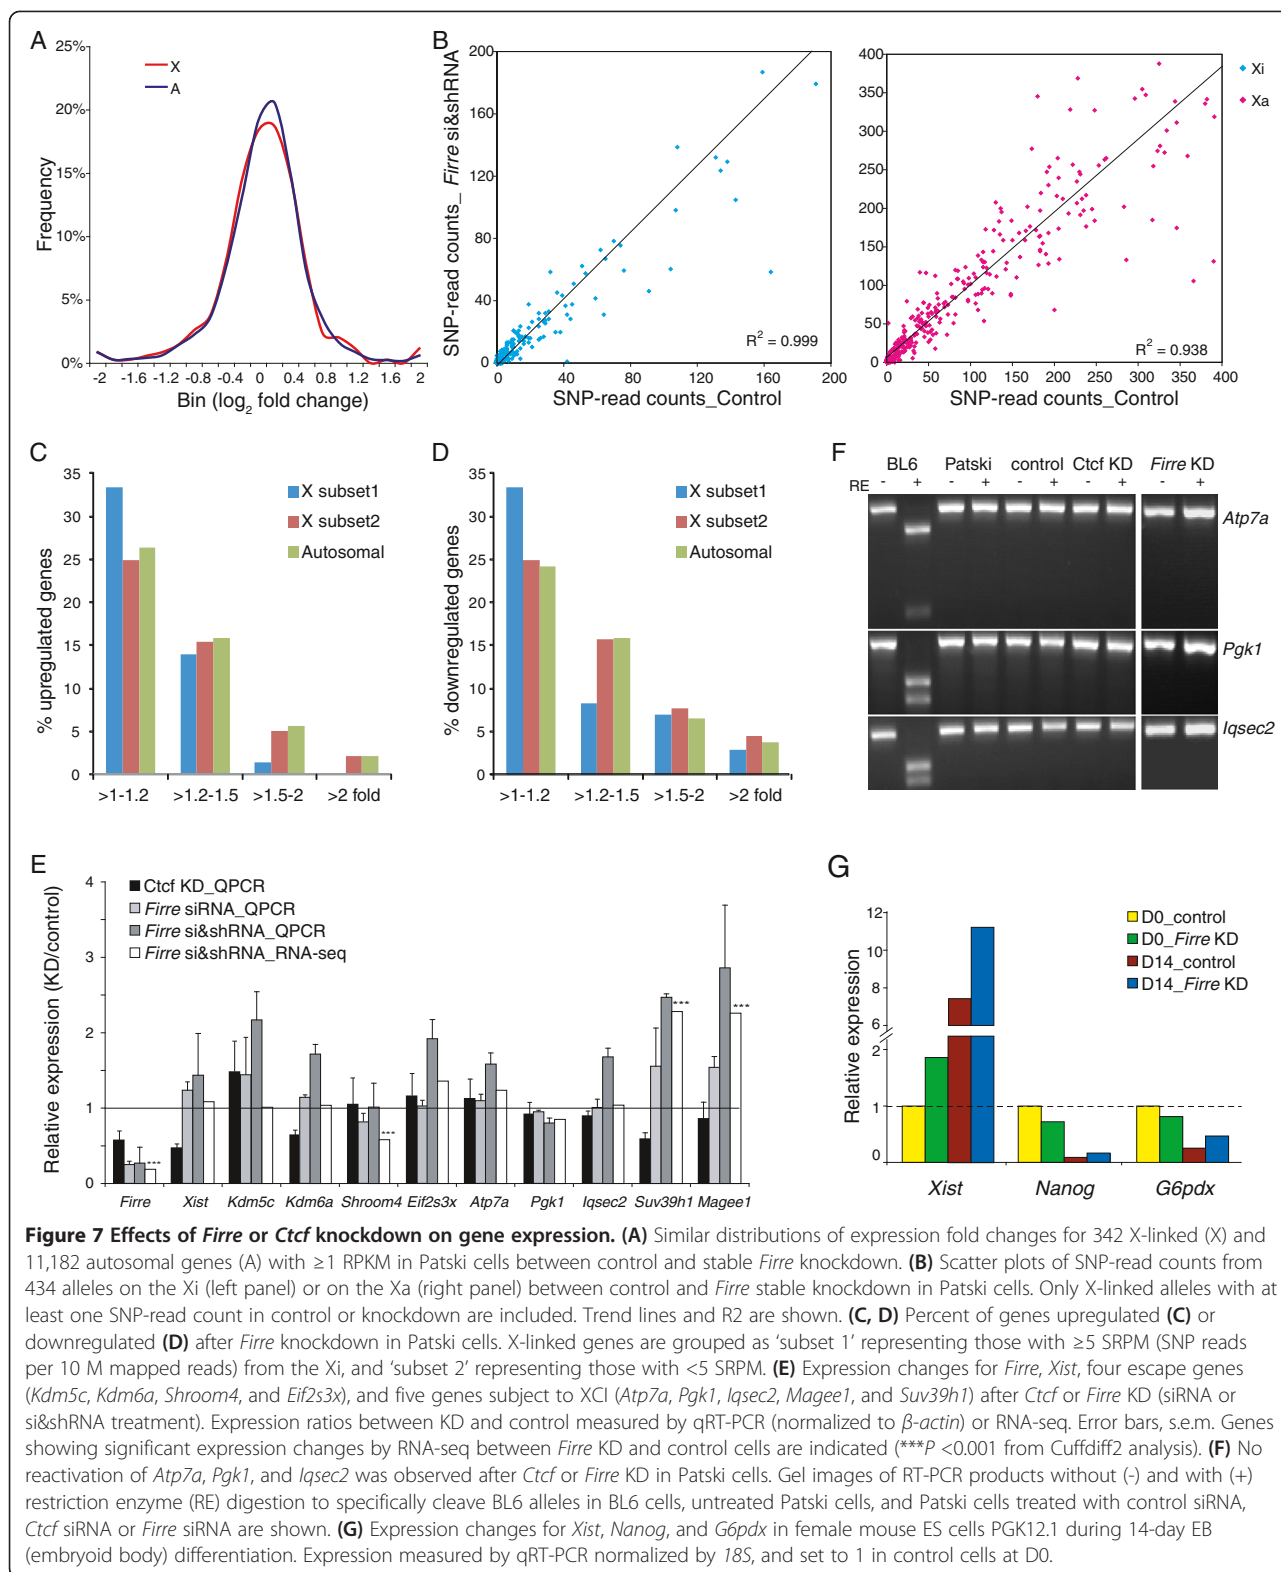 A
25%
20%
15%
10%
5%
0%
Frequency
X
A
-2 -1.6 -1.2 -0.8 -0.4 0 0.4 0.8 1.2 1.6 2
Bin (log2 fold change)
B
SNP-read counts_ Firre si&shRNA
200
160
120
80
40
0
0 40 80 120 160 200
R2 = 0.999
SNP-read counts_Control
400
350
300
250
200
150
100
50
0
0 50 100 150 200 250 300 350 400
R2 = 0.938
SNP-read counts_Control
Xi
Xa
C
% upregulated genes
35
30
25
20
15
10
5
0
X subset1
X subset2
Autosomal
>1-1.2 >1.2-1.5 >1.5-2 >2 fold
D
% downregulated genes
35
30
25
20
15
10
5
0
X subset1
X subset2
Autosomal
>1-1.2 >1.2-1.5 >1.5-2 >2 fold
F
BL6 Patski control Ctcf KD Firre KD
RE - + - + - + - + - +
Atp7a
Pgk1
Iqsec2
E
Relative expression (KD/control)
4
3
2
1
0
Ctcf KD_QPCR
Firre siRNA_QPCR
Firre si&shRNA_QPCR
Firre si&shRNA_RNA-seq
***
***
***
***
Firre Xist Kdm5c Kdm6a Shroom4 Eif2s3x Atp7a Pgk1 Iqsec2 Suv39h1 Magee1
G
Relative expression
12
10
8
6
2
1
0
D0_control
D0_Firre KD
D14_control
D14_Firre KD
Xist Nanog G6pdx
Figure 7 Effects of Firre or Ctcf knockdown on gene expression. (A) Similar distributions of expression fold changes for 342 X-linked (X) and
11,182 autosomal genes (A) with ≥1 RPKM in Patski cells between control and stable Firre knockdown. (B) Scatter plots of SNP-read counts from
434 alleles on the Xi (left panel) or on the Xa (right panel) between control and Firre stable knockdown in Patski cells. Only X-linked alleles with at
least one SNP-read count in control or knockdown are included. Trend lines and R2 are shown. (C, D) Percent of genes upregulated (C) or
downregulated (D) after Firre knockdown in Patski cells. X-linked genes are grouped as ‘subset 1’ representing those with ≥5 SRPM (SNP reads
per 10 M mapped reads) from the Xi, and ‘subset 2’ representing those with <5 SRPM. (E) Expression changes for Firre, Xist, four escape genes
(Kdm5c, Kdm6a, Shroom4, and Eif2s3x), and five genes subject to XCI (Atp7a, Pgk1, Iqsec2, Magee1, and Suv39h1) after Ctcf or Firre KD (siRNA or
si&shRNA treatment). Expression ratios between KD and control measured by qRT-PCR (normalized to β-actin) or RNA-seq. Error bars, s.e.m. Genes
showing significant expression changes by RNA-seq between Firre KD and control cells are indicated (***P <0.001 from Cuffdiff2 analysis). (F) No
reactivation of Atp7a, Pgk1, and Iqsec2 was observed after Ctcf or Firre KD in Patski cells. Gel images of RT-PCR products without (-) and with (+)
restriction enzyme (RE) digestion to specifically cleave BL6 alleles in BL6 cells, untreated Patski cells, and Patski cells treated with control siRNA,
Ctcf siRNA or Firre siRNA are shown. (G) Expression changes for Xist, Nanog, and G6pdx in female mouse ES cells PGK12.1 during 14-day EB
(embryoid body) differentiation. Expression measured by qRT-PCR normalized by 18S, and set to 1 in control cells at D0.